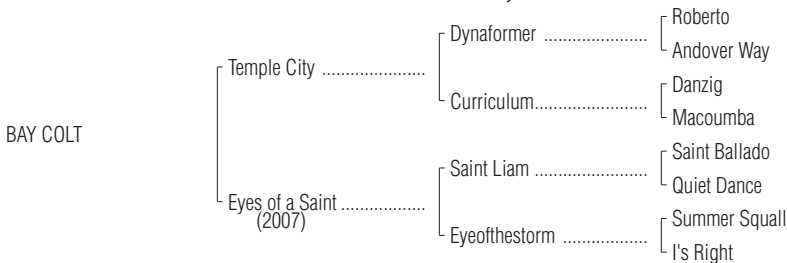 Roberto
Dynaformer ......................
Andover Way
Temple City ......................
Danzig
Curriculum........................
Macoumba
BAY COLT
Saint Ballado
Saint Liam ........................
Quiet Dance
Eyes of a Saint ..................
(2007)
Summer Squall
Eyeofthestorm ..................
I's Right